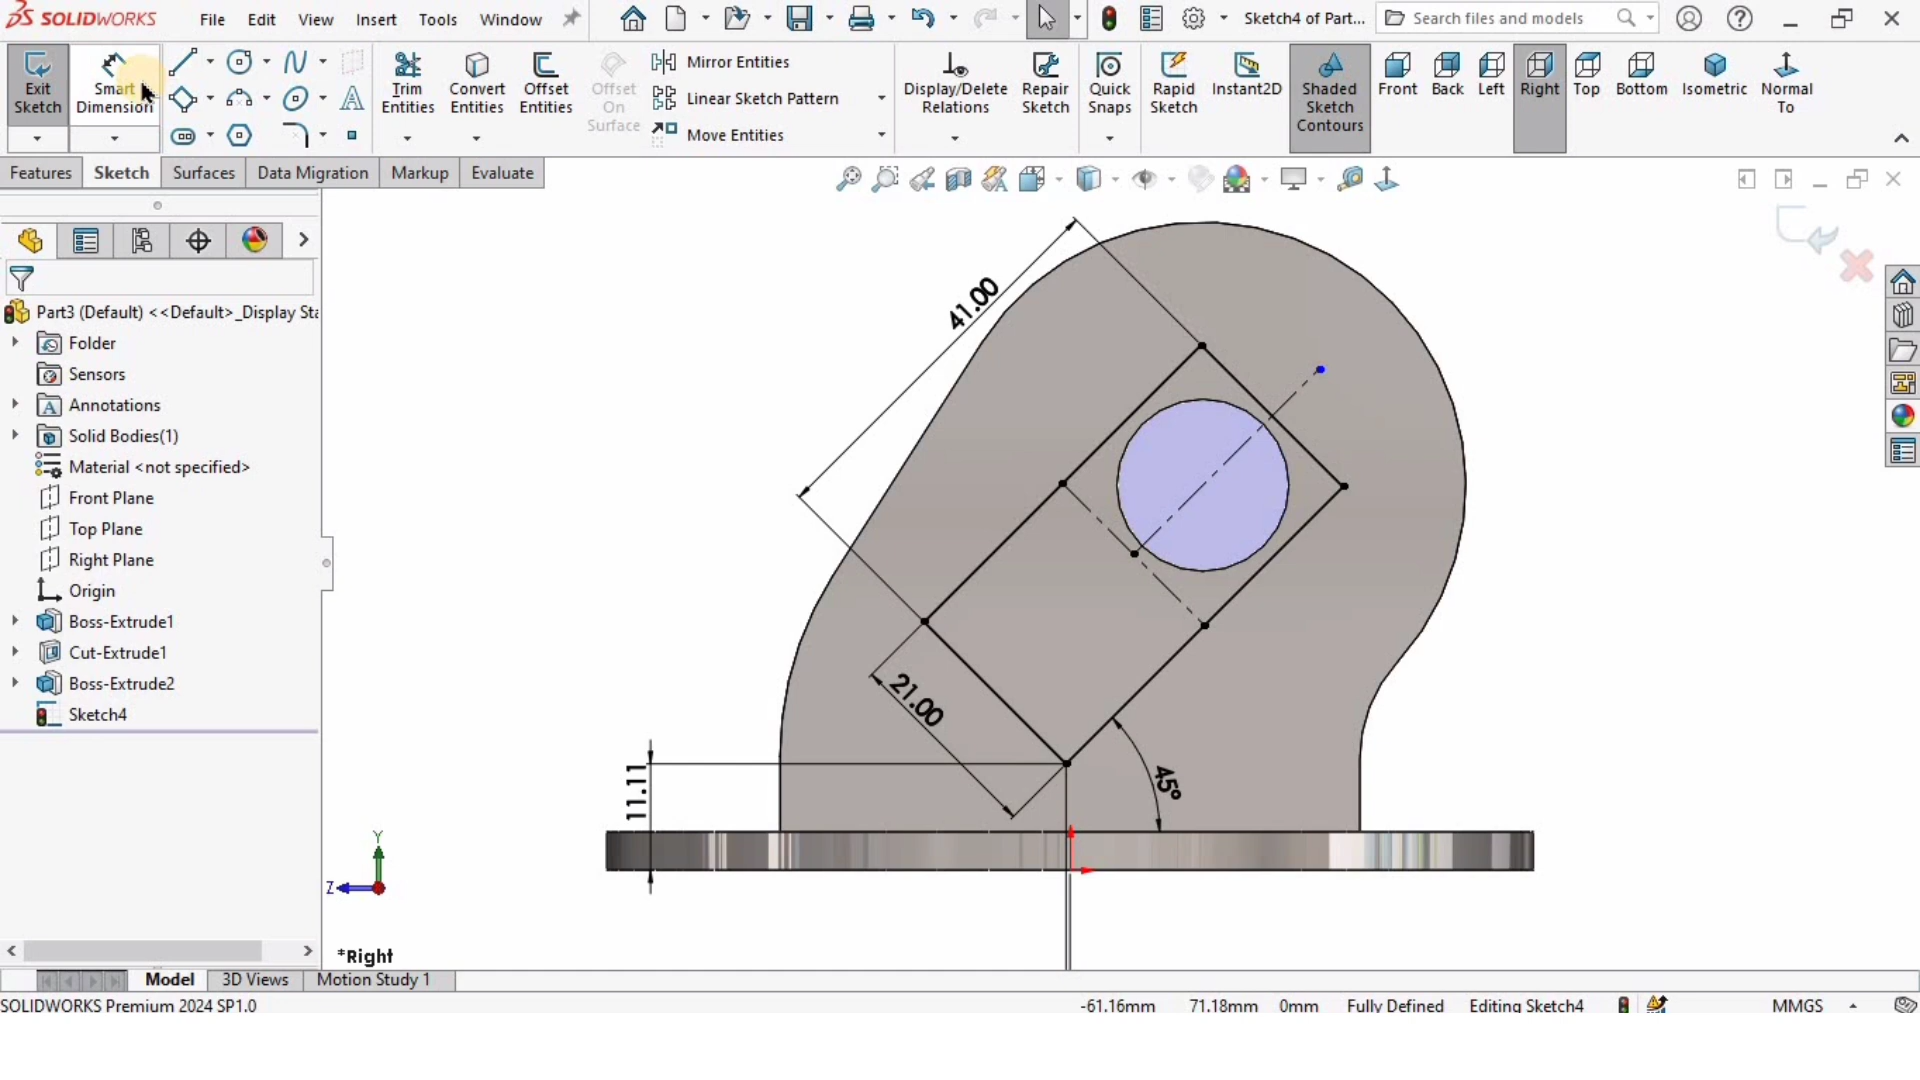 SOLIDWORKS File Edit View Insert Tools Window Sketch4 of Part... Search files and models
Exit Sketch
Smart Dimension
Trim Entities
Convert Entities
Offset Entities
Offset On Surface
Mirror Entities
Linear Sketch Pattern
Move Entities
Display/Delete Relations
Repair Sketch
Quick Snaps
Rapid Sketch
Instant2D
Shaded Sketch Contours
Front Back Left Right Top Bottom Isometric
Normal To
Features Sketch Surfaces Data Migration Markup Evaluate
Part3 (Default) <<Default>_Display Sta
Folder
Sensors
Annotations
Solid Bodies(1)
Material <not specified>
Front Plane
Top Plane
Right Plane
Origin
Boss-Extrude1
Cut-Extrude1
Boss-Extrude2
Sketch4
41.00
21.00
11.11
45°
Y
Z
*Right
Model 3D Views Motion Study 1
SOLIDWORKS Premium 2024 SP1.0 -61.16mm 71.18mm 0mm Fully Defined Editing Sketch4 MMGS